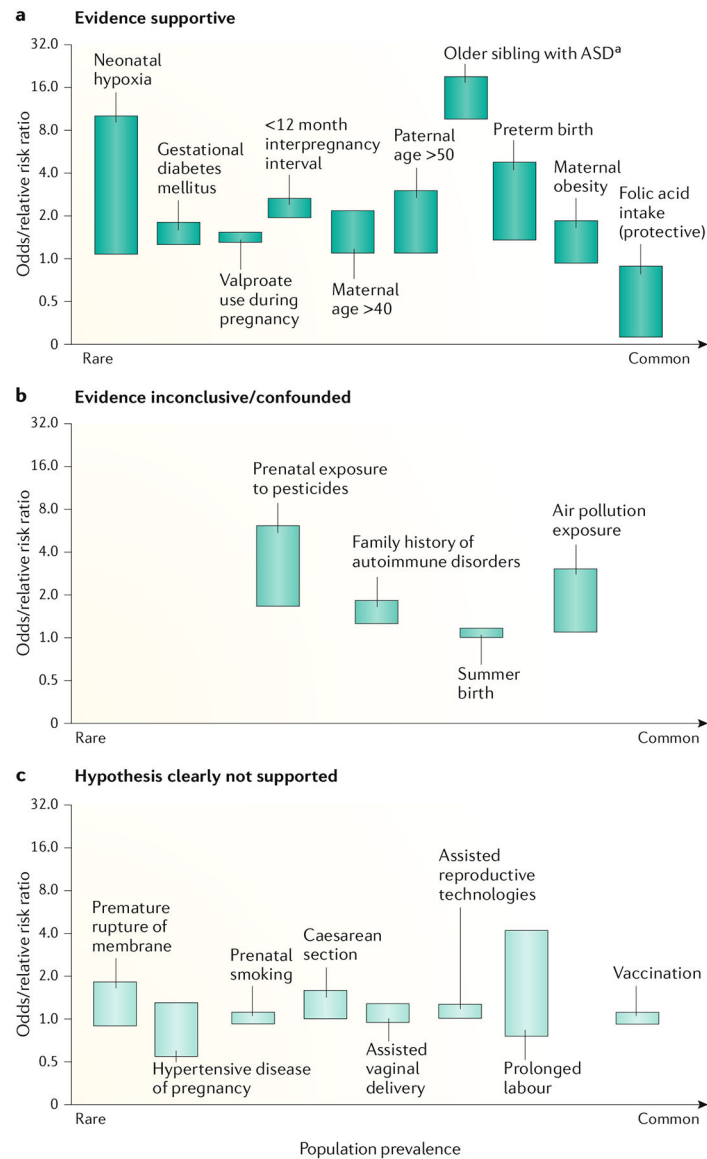 a Evidence supportive
32.0
16.0
8.0
4.0
2.0
1.0
0.5
0
Odds/relative risk ratio
Neonatal
hypoxia
Gestational
diabetes
mellitus
Valproate
use during
pregnancy
<12 month
interpregnancy
interval
Maternal
age >40
Paternal
age >50
Older sibling with ASDᵃ
Preterm birth
Maternal
obesity
Folic acid
intake
(protective)
Rare
Common
b Evidence inconclusive/confounded
32.0
16.0
8.0
4.0
2.0
1.0
0.5
0
Odds/relative risk ratio
Prenatal exposure
to pesticides
Family history of
autoimmune disorders
Summer
birth
Air pollution
exposure
Rare
Common
c Hypothesis clearly not supported
32.0
16.0
8.0
4.0
2.0
1.0
0.5
0
Odds/relative risk ratio
Premature
rupture of
membrane
Hypertensive disease
of pregnancy
Prenatal
smoking
Caesarean
section
Assisted
vaginal
delivery
Assisted
reproductive
technologies
Prolonged
labour
Vaccination
Rare
Common
Population prevalence